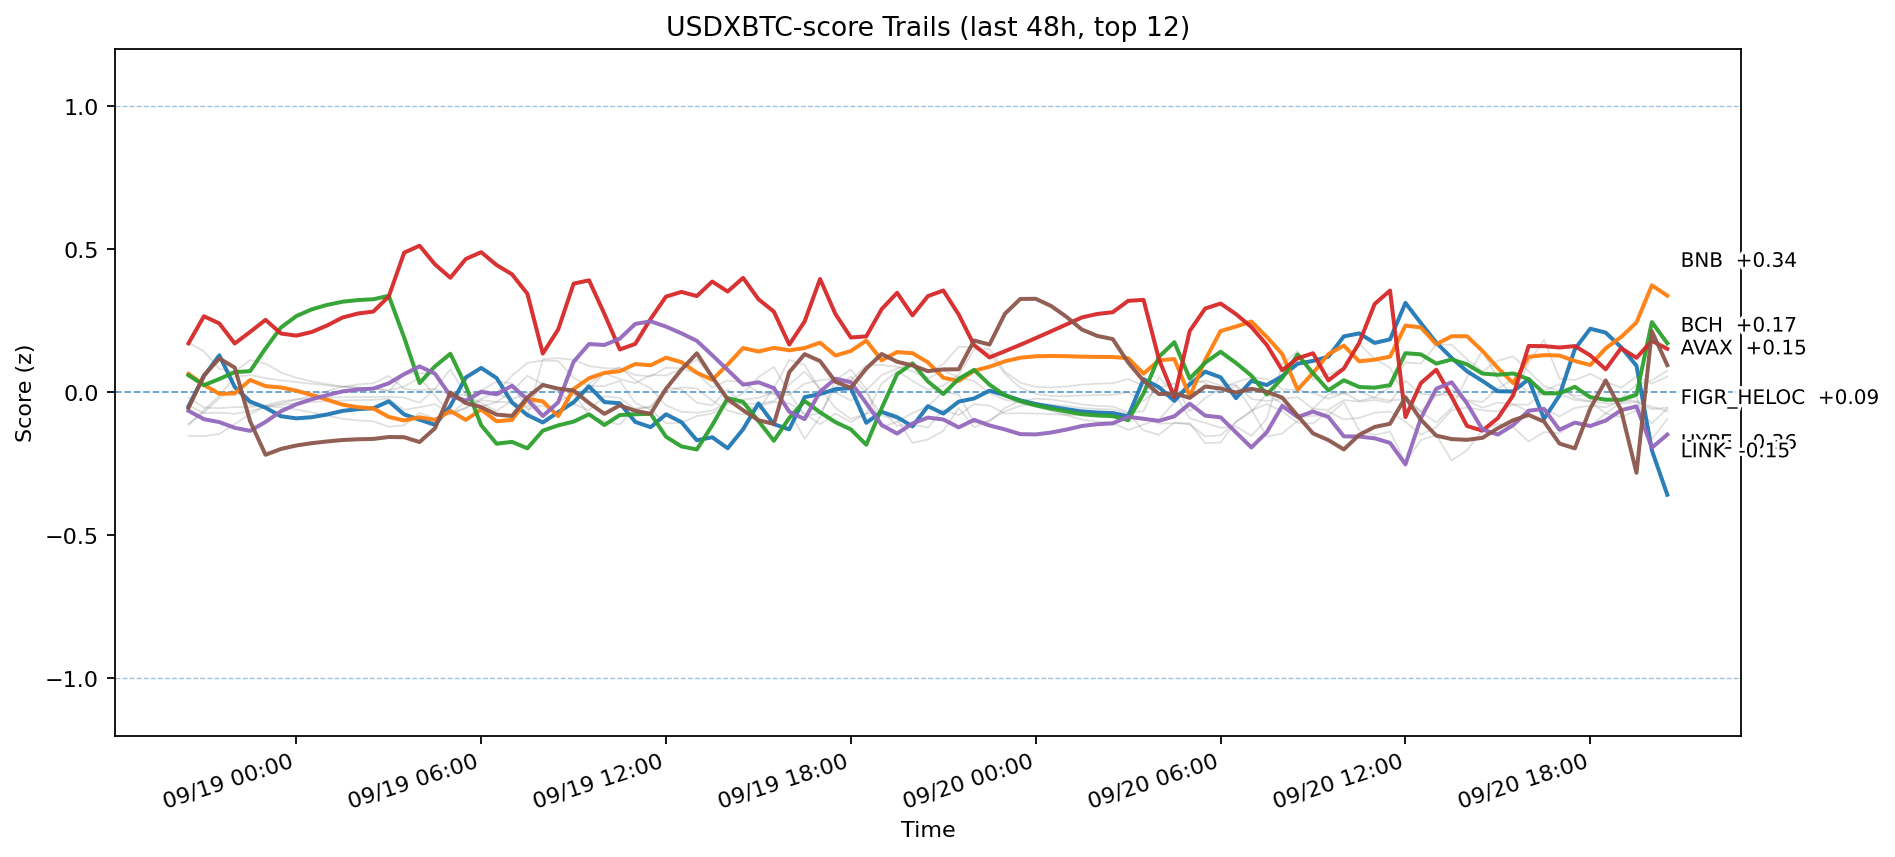 USDXBTC-score Trails (last 48h, top 12)
Score (z)
1.0
0.5
0.0
−0.5
−1.0
BNB +0.34
BCH +0.17
AVAX +0.15
FIGR_HELOC +0.09
LINK -0.15
09/19 00:00
09/19 06:00
09/19 12:00
09/19 18:00
09/20 00:00
09/20 06:00
09/20 12:00
09/20 18:00
Time